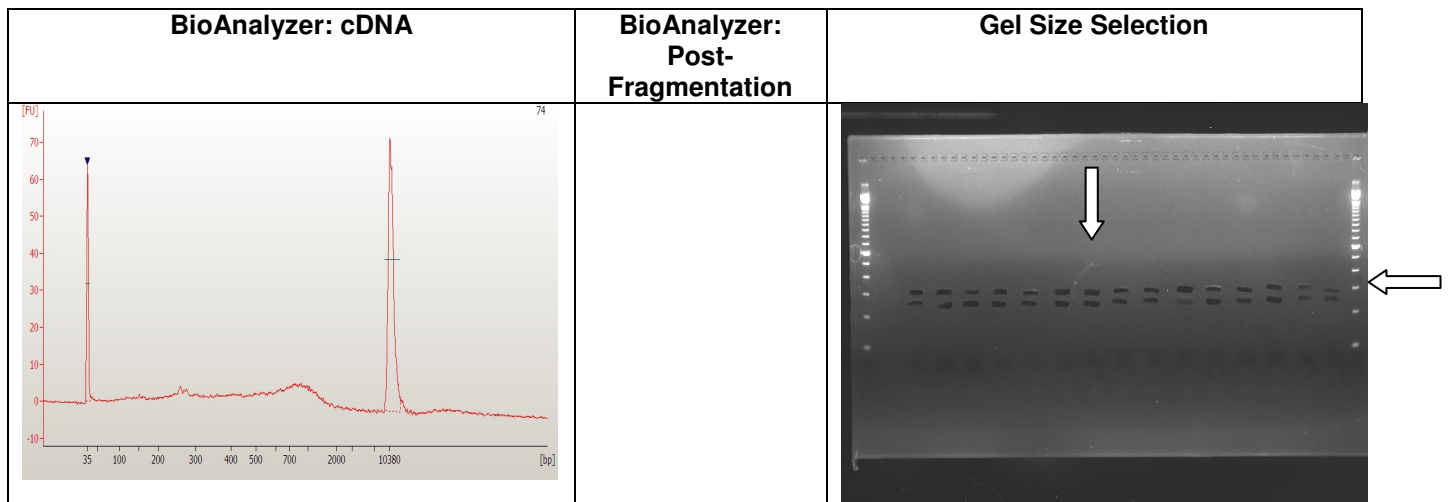 BioAnalyzer: cDNA
BioAnalyzer:
Post-
Fragmentation
Gel Size Selection
[FU]
74
70
60
50
40
30
20
10
0
-10
35 100 200 300 400 500 700 2000 10380 [bp]